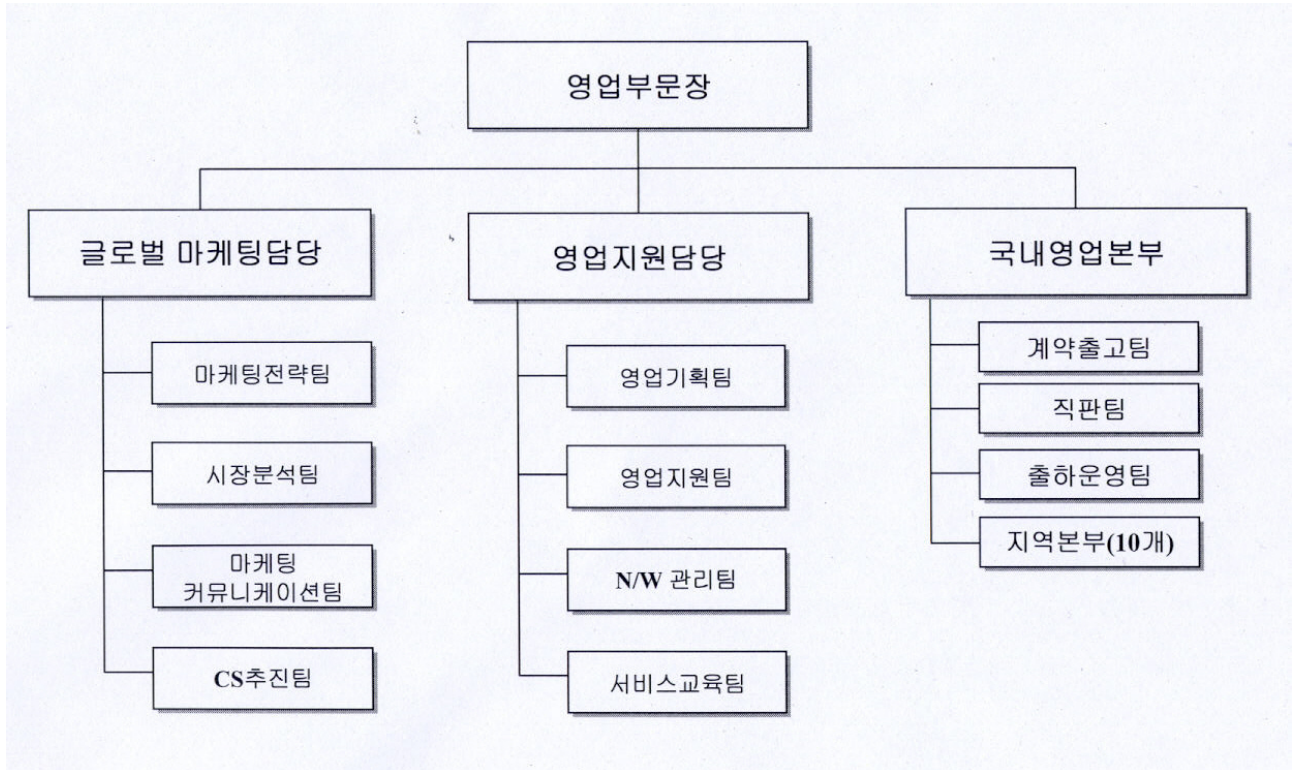 영업부문장
글로벌 마케팅담당
영업지원담당
국내영업본부
마케팅전략팀
시장분석팀
마케팅
커뮤니케이션팀
CS추진팀
영업기획팀
영업지원팀
N/W 관리팀
서비스교육팀
계약출고팀
직판팀
출하운영팀
지역본부(10개)